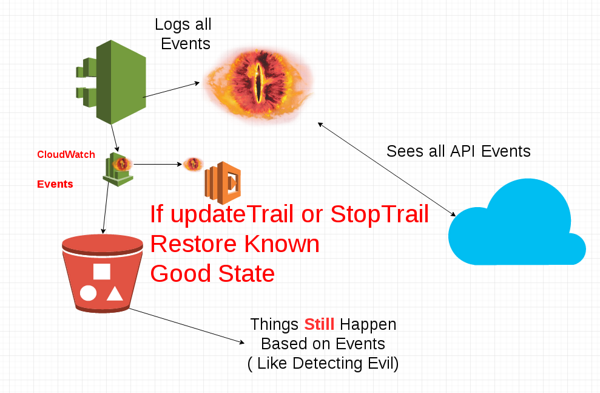 Logs all
Events
CloudWatch
Events
Sees all API Events
If updateTrail or StopTrail
Restore Known
Good State
Things Still Happen
Based on Events
( Like Detecting Evil)